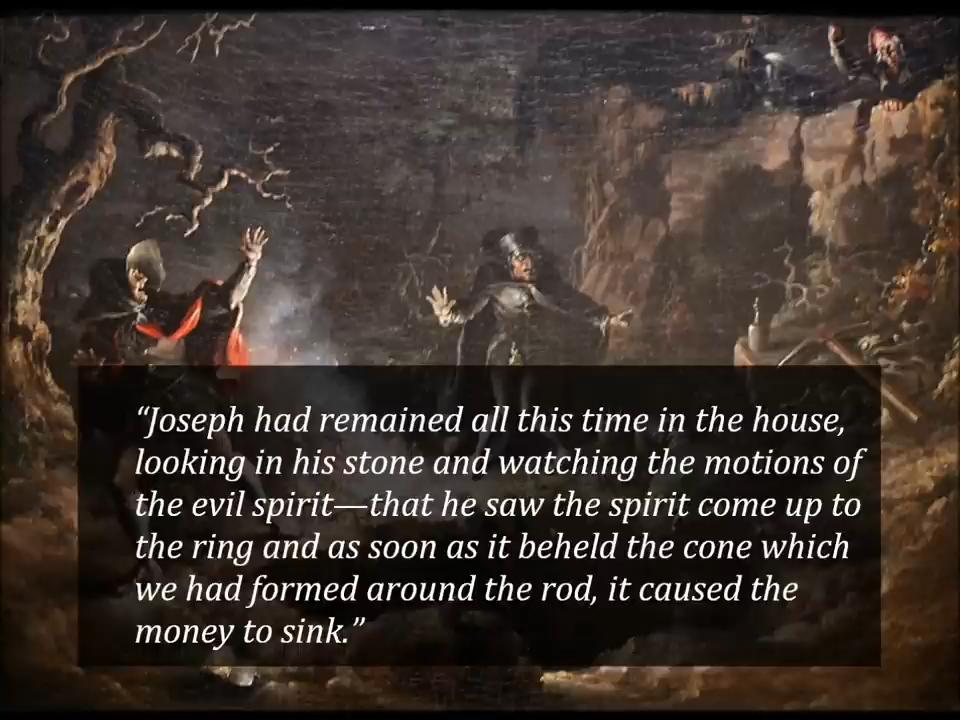 “Joseph had remained all this time in the house,
looking in his stone and watching the motions of
the evil spirit—that he saw the spirit come up to
the ring and as soon as it beheld the cone which
we had formed around the rod, it caused the
money to sink.”